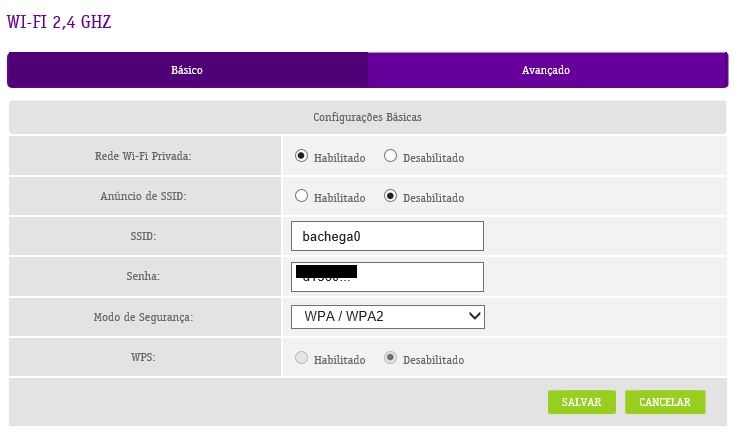 WI-FI 2,4 GHZ
Básico Avançado
Configurações Básicas
Rede Wi-Fi Privada: Habilitado Desabilitado
Anúncio de SSID: Habilitado Desabilitado
SSID: bachega0
Senha:
Modo de Segurança: WPA / WPA2
WPS: Habilitado Desabilitado
SALVAR CANCELAR